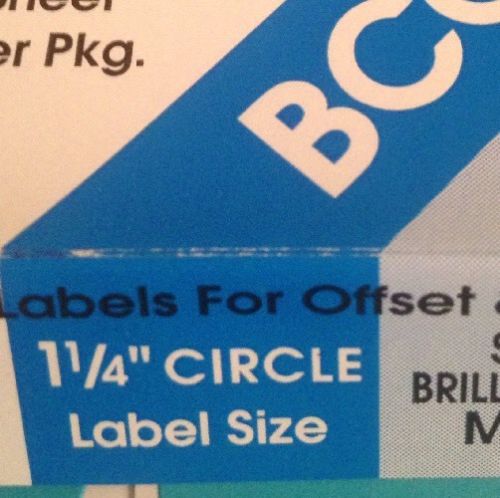 er Pkg.
BC
Labels For Offset
1 1/4" CIRCLE
Label Size
BRILL
M